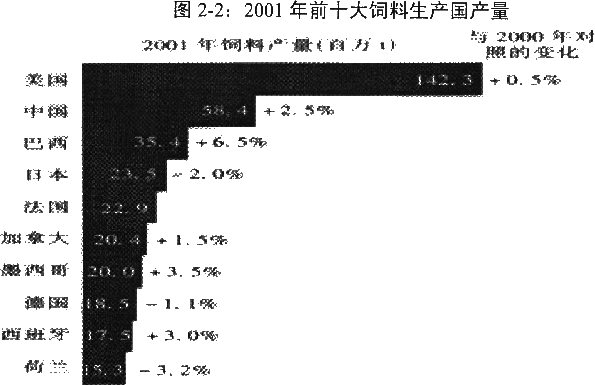 图 2-2：2001 年前十大饲料生产国产量
2001 年饲料产量(百万 t)
与 2000 年对
照的变化
美国 142.3 +0.5%
中国 58.4 +2.5%
巴西 35.4 +6.5%
日本 23.5 -2.0%
法国 22.9
加拿大 20.4 +1.5%
墨西哥 20.0 +3.5%
德国 18.5 -1.1%
西班牙 17.5 +3.0%
荷兰 15.3 -3.2%